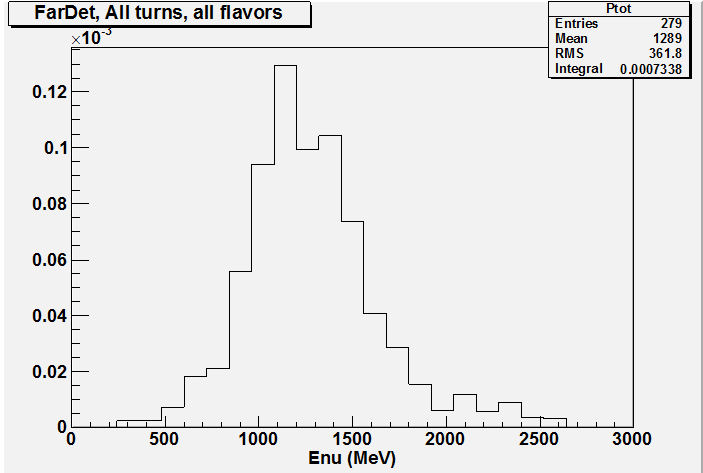 FarDet, All turns, all flavors
Ptot
Entries 279
Mean 1289
RMS 361.8
Integral 0.0007338
×10-3
0.12
0.1
0.08
0.06
0.04
0.02
0
0 500 1000 1500 2000 2500 3000
Enu (MeV)